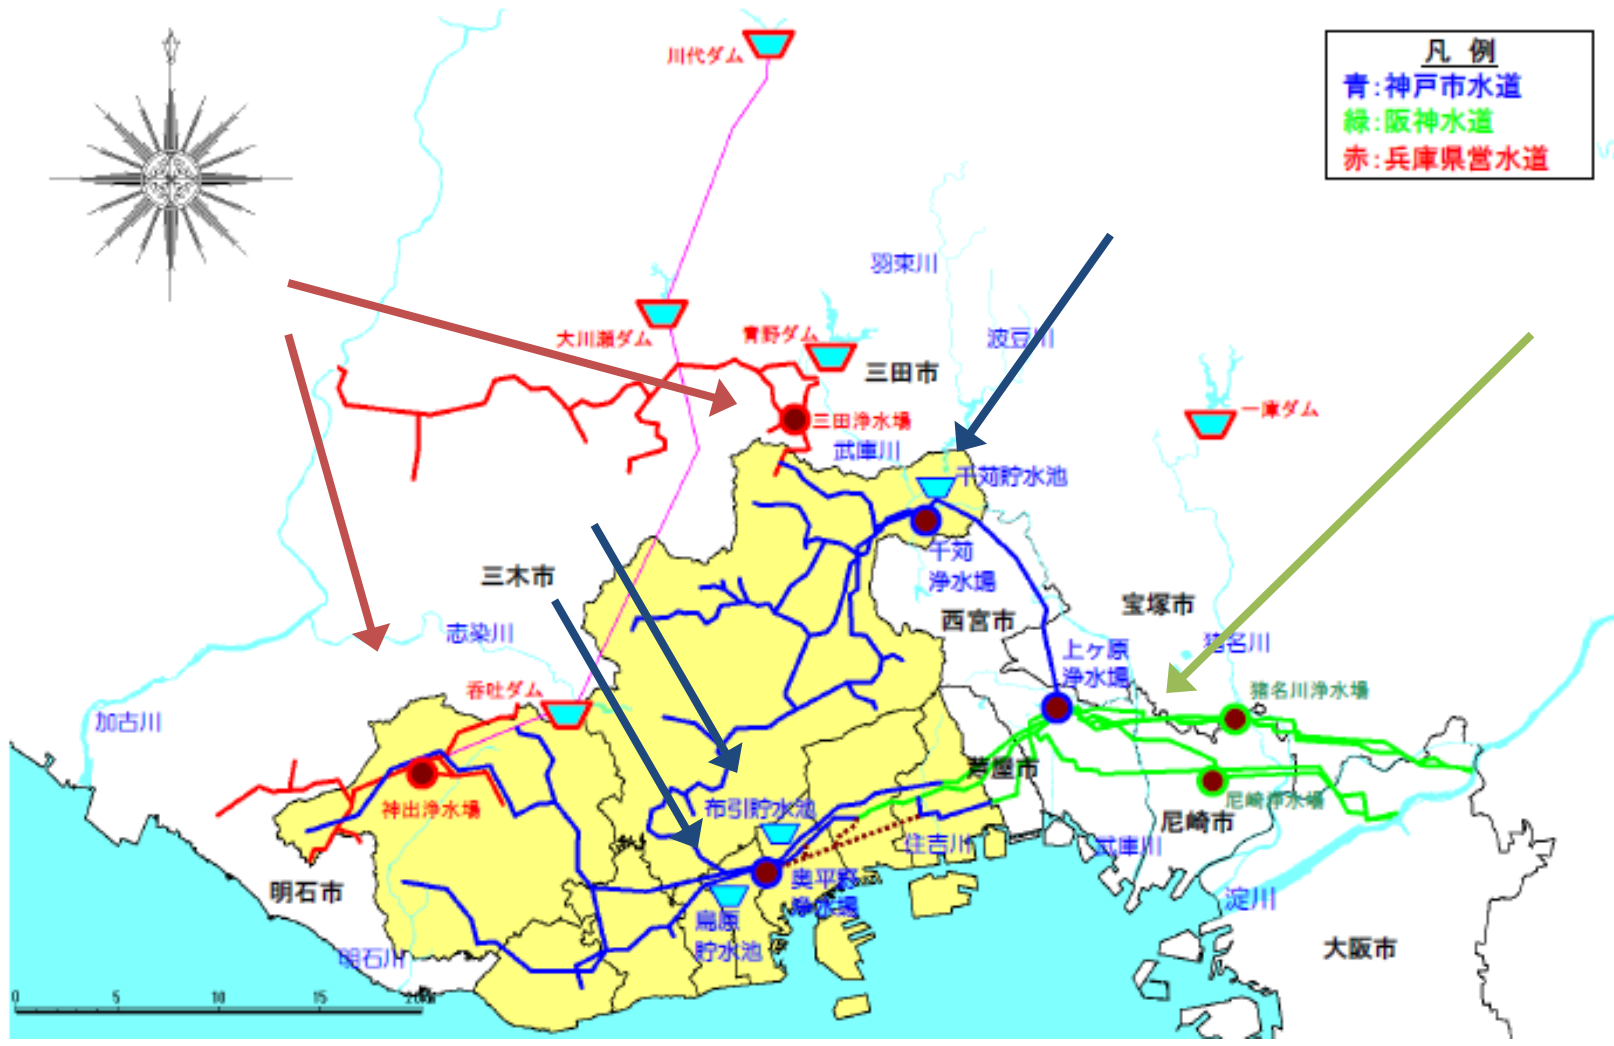 川代ダム
凡 例
青:神戸市水道
緑:阪神水道
赤:兵庫県営水道
羽束川
大川瀬ダム
青野ダム
波豆川
三田市
一庫ダム
三田浄水場
武庫川
千苅貯水池
千苅
浄水場
三木市
志染川
西宮市
宝塚市
猪名川
上ヶ原
浄水場
呑吐ダム
猪名川浄水場
加古川
芦屋市
神出浄水場
布引貯水池
尼崎浄水場
尼崎市
住吉川
武庫川
奥平野
浄水場
明石市
烏原
貯水池
淀川
大阪市
明石川
0 5 10 15